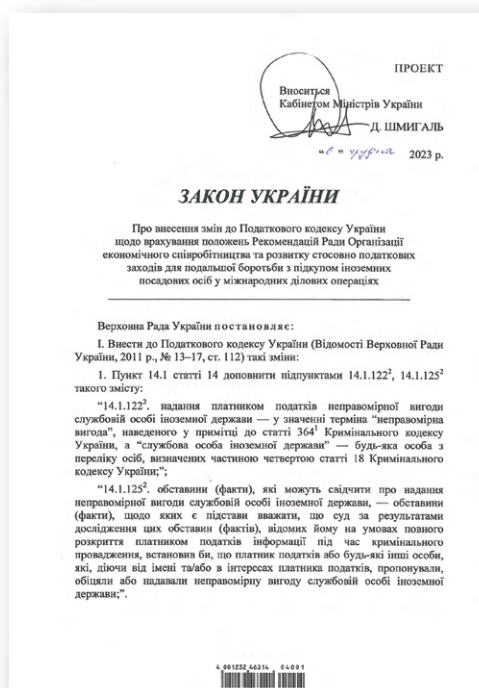 ПРОЕКТ
Вноситься
Кабінетом Міністрів України
Д. ШМИГАЛЬ
2023 р.
ЗАКОН УКРАЇНИ
Про внесення змін до Податкового кодексу України
щодо врахування положень Рекомендацій Ради Організації
економічного співробітництва та розвитку стосовно податкових
заходів для подальшої боротьби з підкупом іноземних
посадових осіб у міжнародних ділових операціях
Верховна Рада України постановляє:
I. Внести до Податкового кодексу України (Відомості Верховної Ради
України, 2011 р., № 13–17, ст. 112) такі зміни:
1. Пункт 14.1 статті 14 доповнити підпунктами 14.1.122², 14.1.125²
такого змісту:
“14.1.122². надання платником податків неправомірної вигоди
службовій особі іноземної держави — у значенні терміна “неправомірна
вигода”, наведеного у примітці до статті 364¹ Кримінального кодексу
України, а “службова особа іноземної держави” — будь-яка особа з
переліку осіб, визначених частиною четвертою статті 18 Кримінального
кодексу України;”;
“14.1.125². обставини (факти), які можуть свідчити про надання
неправомірної вигоди службовій особі іноземної держави, — обставини
(факти), щодо яких є підстави вважати, що суд за результатами
дослідження цих обставин (фактів), відомих йому на умовах повного
розкриття платником податків інформації під час кримінального
провадження, встановив би, що платник податків або будь-які інші особи,
які, діючи від імені та/або в інтересах платника податків, пропонували,
обіцяли або надавали неправомірну вигоду службовій особі іноземної
держави;”.
4 001232 46314 04001